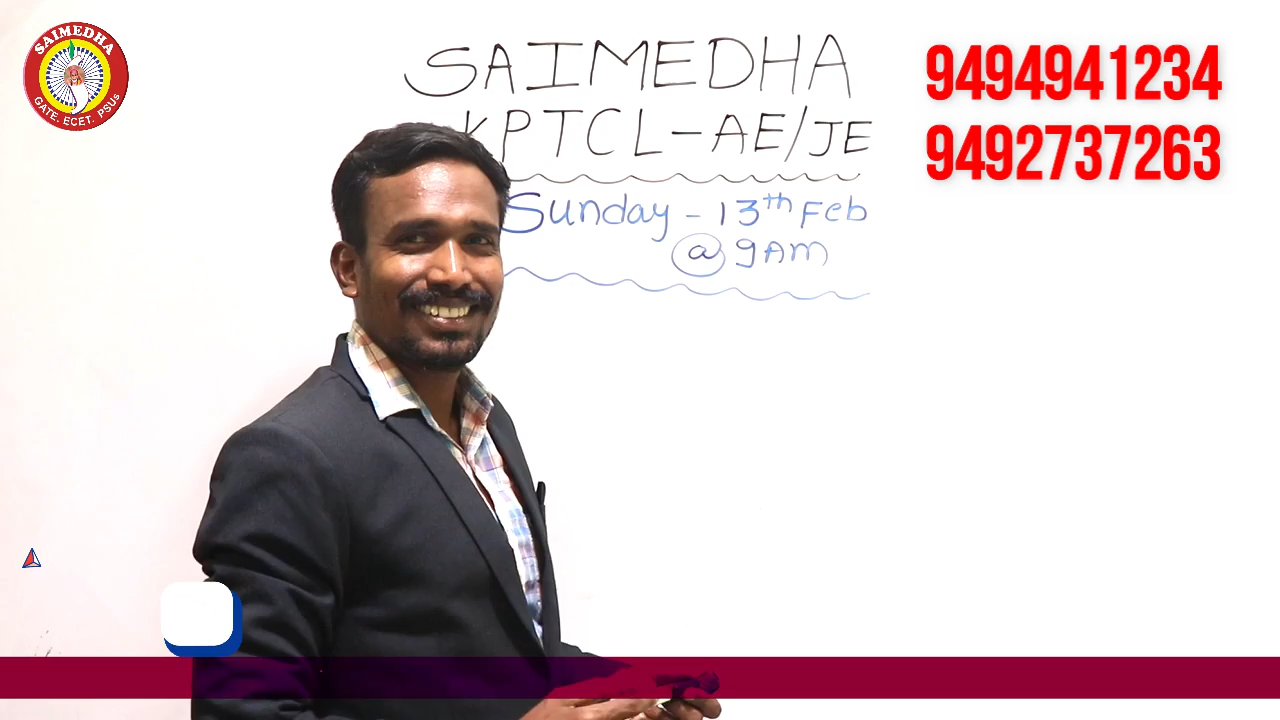 SAIMEDHA
GATE. ECET. PSUs
SAIMEDHA
KPTCL-AE/JE
Sunday - 13th Feb
@ 9AM
9494941234
9492737263